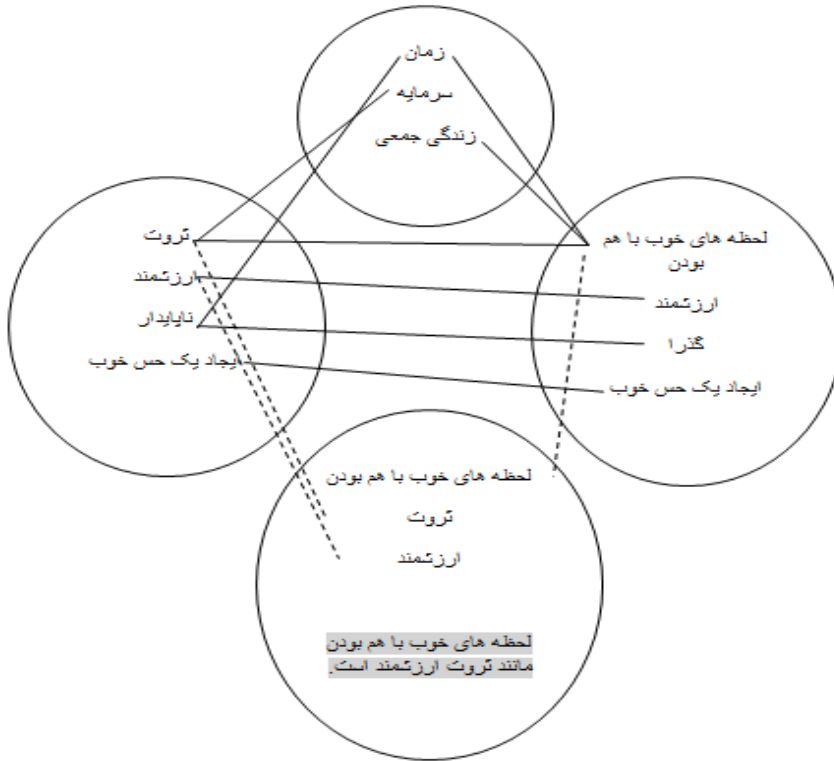 زمان
سرمایه
زندگی جمعی
لحظه های خوب با هم
بودن
ارزشمند
گذرا
ایجاد یک حس خوب
ثروت
ارزشمند
ناپایدار
ایجاد یک حس خوب
لحظه های خوب با هم بودن
ثروت
ارزشمند
لحظه های خوب با هم بودن
مانند ثروت ارزشمند است.